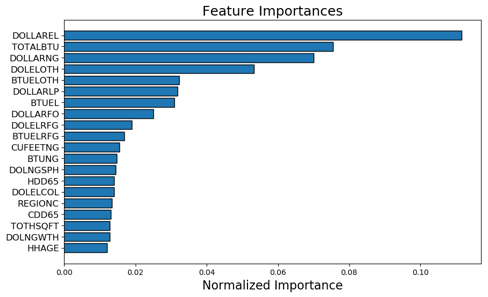 Feature Importances
DOLLAREL
TOTALBTU
DOLLARNG
DOLELOTH
BTUELOTH
DOLLARLP
BTUEL
DOLLARFO
DOLELRFG
BTUELRFG
CUFEETNG
BTUNG
DOLNGSPH
HDD65
DOLELCOL
REGIONC
CDD65
TOTHSQFT
DOLNGWTH
HHAGE
0.00 0.02 0.04 0.06 0.08 0.10
Normalized Importance